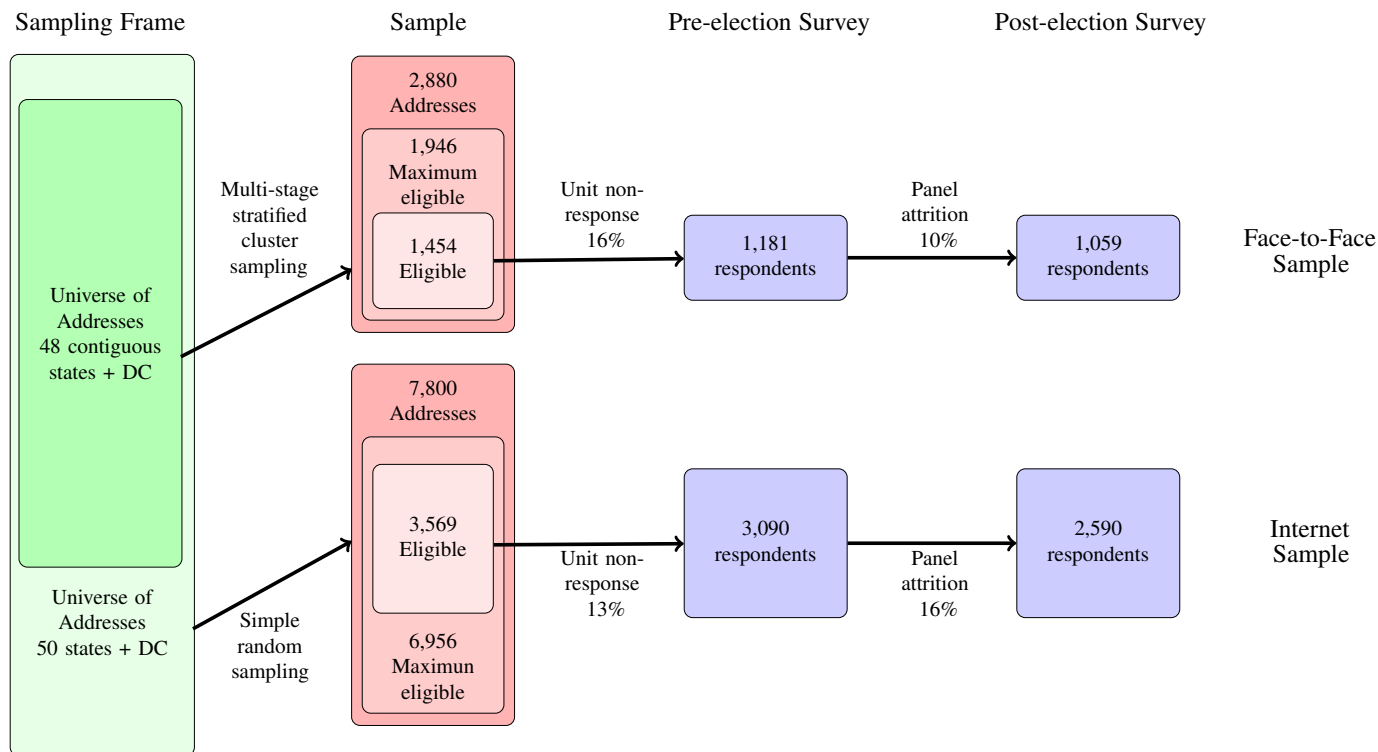 Sampling Frame
Sample
Pre-election Survey
Post-election Survey
Universe of
Addresses
48 contiguous
states + DC
Universe of
Addresses
50 states + DC
Multi-stage
stratified
cluster
sampling
2,880
Addresses
1,946
Maximum
eligible
1,454
Eligible
Unit non-
response
16%
1,181
respondents
Panel
attrition
10%
1,059
respondents
Face-to-Face
Sample
Simple
random
sampling
7,800
Addresses
3,569
Eligible
6,956
Maximun
eligible
Unit non-
response
13%
3,090
respondents
Panel
attrition
16%
2,590
respondents
Internet
Sample